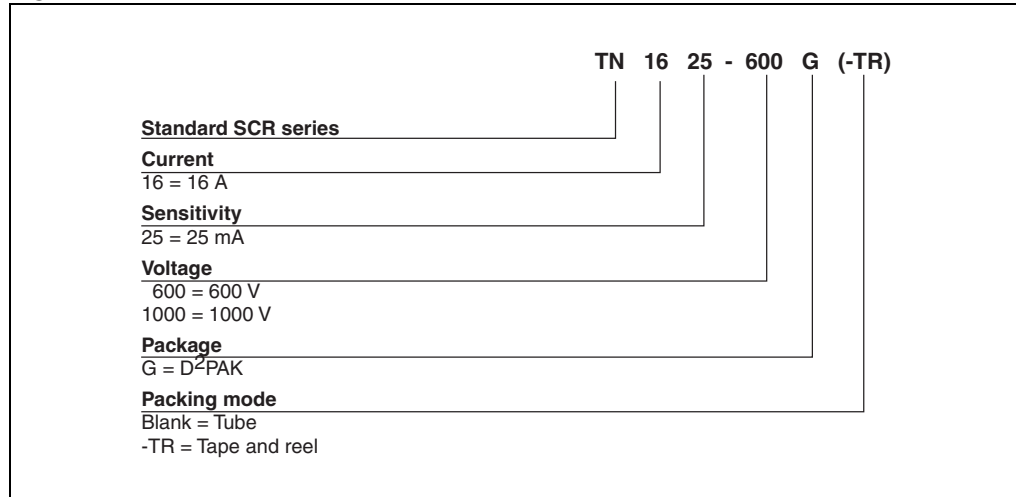 TN 16 25 - 600 G (-TR)
Standard SCR series
Current
16 = 16 A
Sensitivity
25 = 25 mA
Voltage
600 = 600 V
1000 = 1000 V
Package
G = D2PAK
Packing mode
Blank = Tube
-TR = Tape and reel